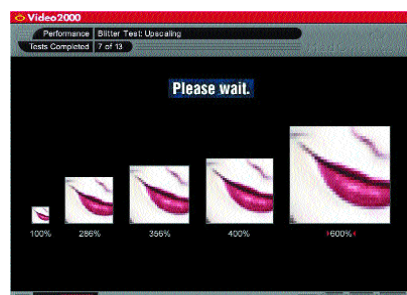 Video2000
Performance Blitter Test: Upscaling
Tests Completed 7 of 13
Please wait.
100% 286% 356% 400% 600%